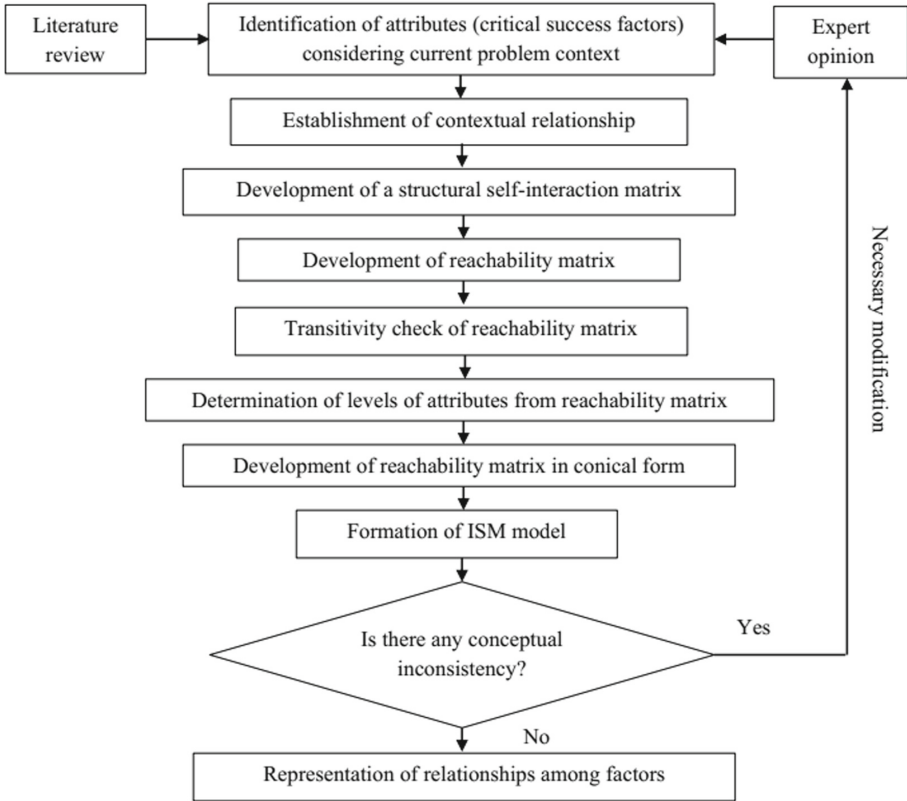 Literature
review
Identification of attributes (critical success factors)
considering current problem context
Expert
opinion
Establishment of contextual relationship
Development of a structural self-interaction matrix
Development of reachability matrix
Transitivity check of reachability matrix
Determination of levels of attributes from reachability matrix
Development of reachability matrix in conical form
Formation of ISM model
Is there any conceptual
inconsistency?
Yes
Necessary modification
No
Representation of relationships among factors